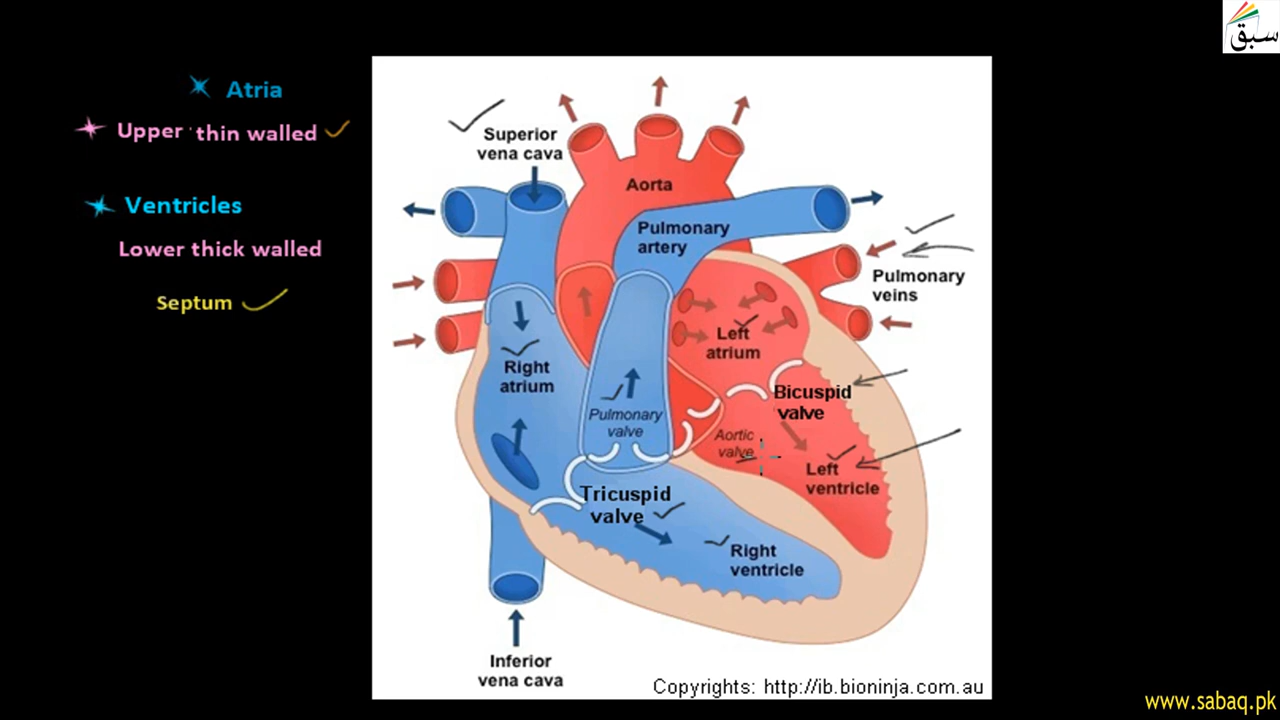 سبق
Atria
Upper thin walled
Ventricles
Lower thick walled
Septum
Superior
vena cava
Aorta
Pulmonary
artery
Pulmonary
veins
Left
atrium
Right
atrium
Bicuspid
valve
Pulmonary
valve
Aortic
valve
Left
ventricle
Tricuspid
valve
Right
ventricle
Inferior
vena cava
Copyrights: http://ib.bioninja.com.au
www.sabaq.pk